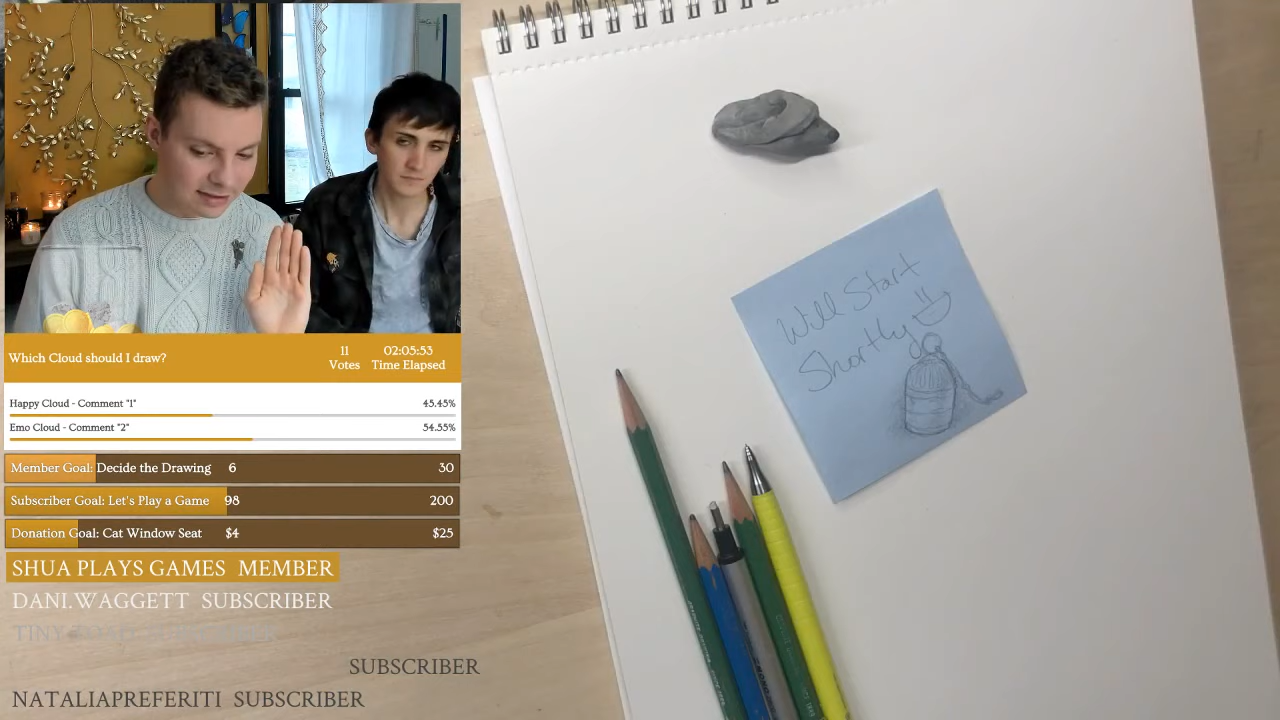 Which Cloud should I draw?
11
Votes
02:05:53
Time Elapsed
Happy Cloud - Comment "1"
45.45%
Emo Cloud - Comment "2"
54.55%
Member Goal: Decide the Drawing 6 30
Subscriber Goal: Let's Play a Game 98 200
Donation Goal: Cat Window Seat $4 $25
SHUA PLAYS GAMES MEMBER
DANI.WAGGETT SUBSCRIBER
SUBSCRIBER
NATALIAPREFERITI SUBSCRIBER
Will Start
Shortly